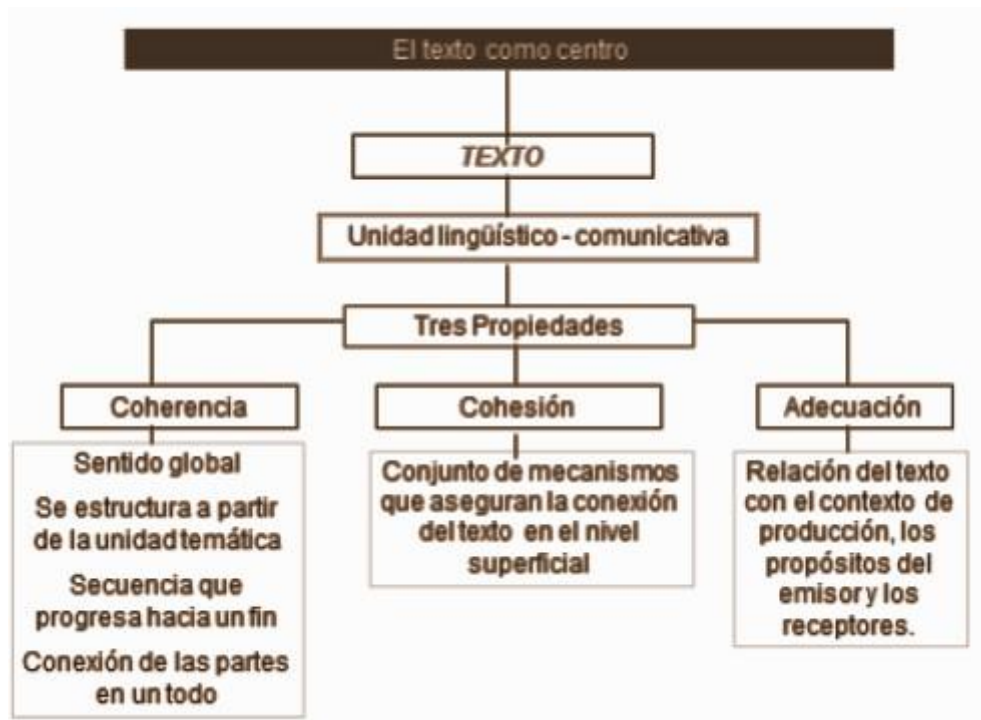 El texto como centro
TEXTO
Unidad lingüístico - comunicativa
Tres Propiedades
Coherencia
Cohesión
Adecuación
Sentido global
Se estructura a partir
de la unidad temática
Secuencia que
progresa hacia un fin
Conexión de las partes
en un todo
Conjunto de mecanismos
que aseguran la conexión
del texto en el nivel
superficial
Relación del texto
con el contexto de
producción, los
propósitos del
emisor y los
receptores.